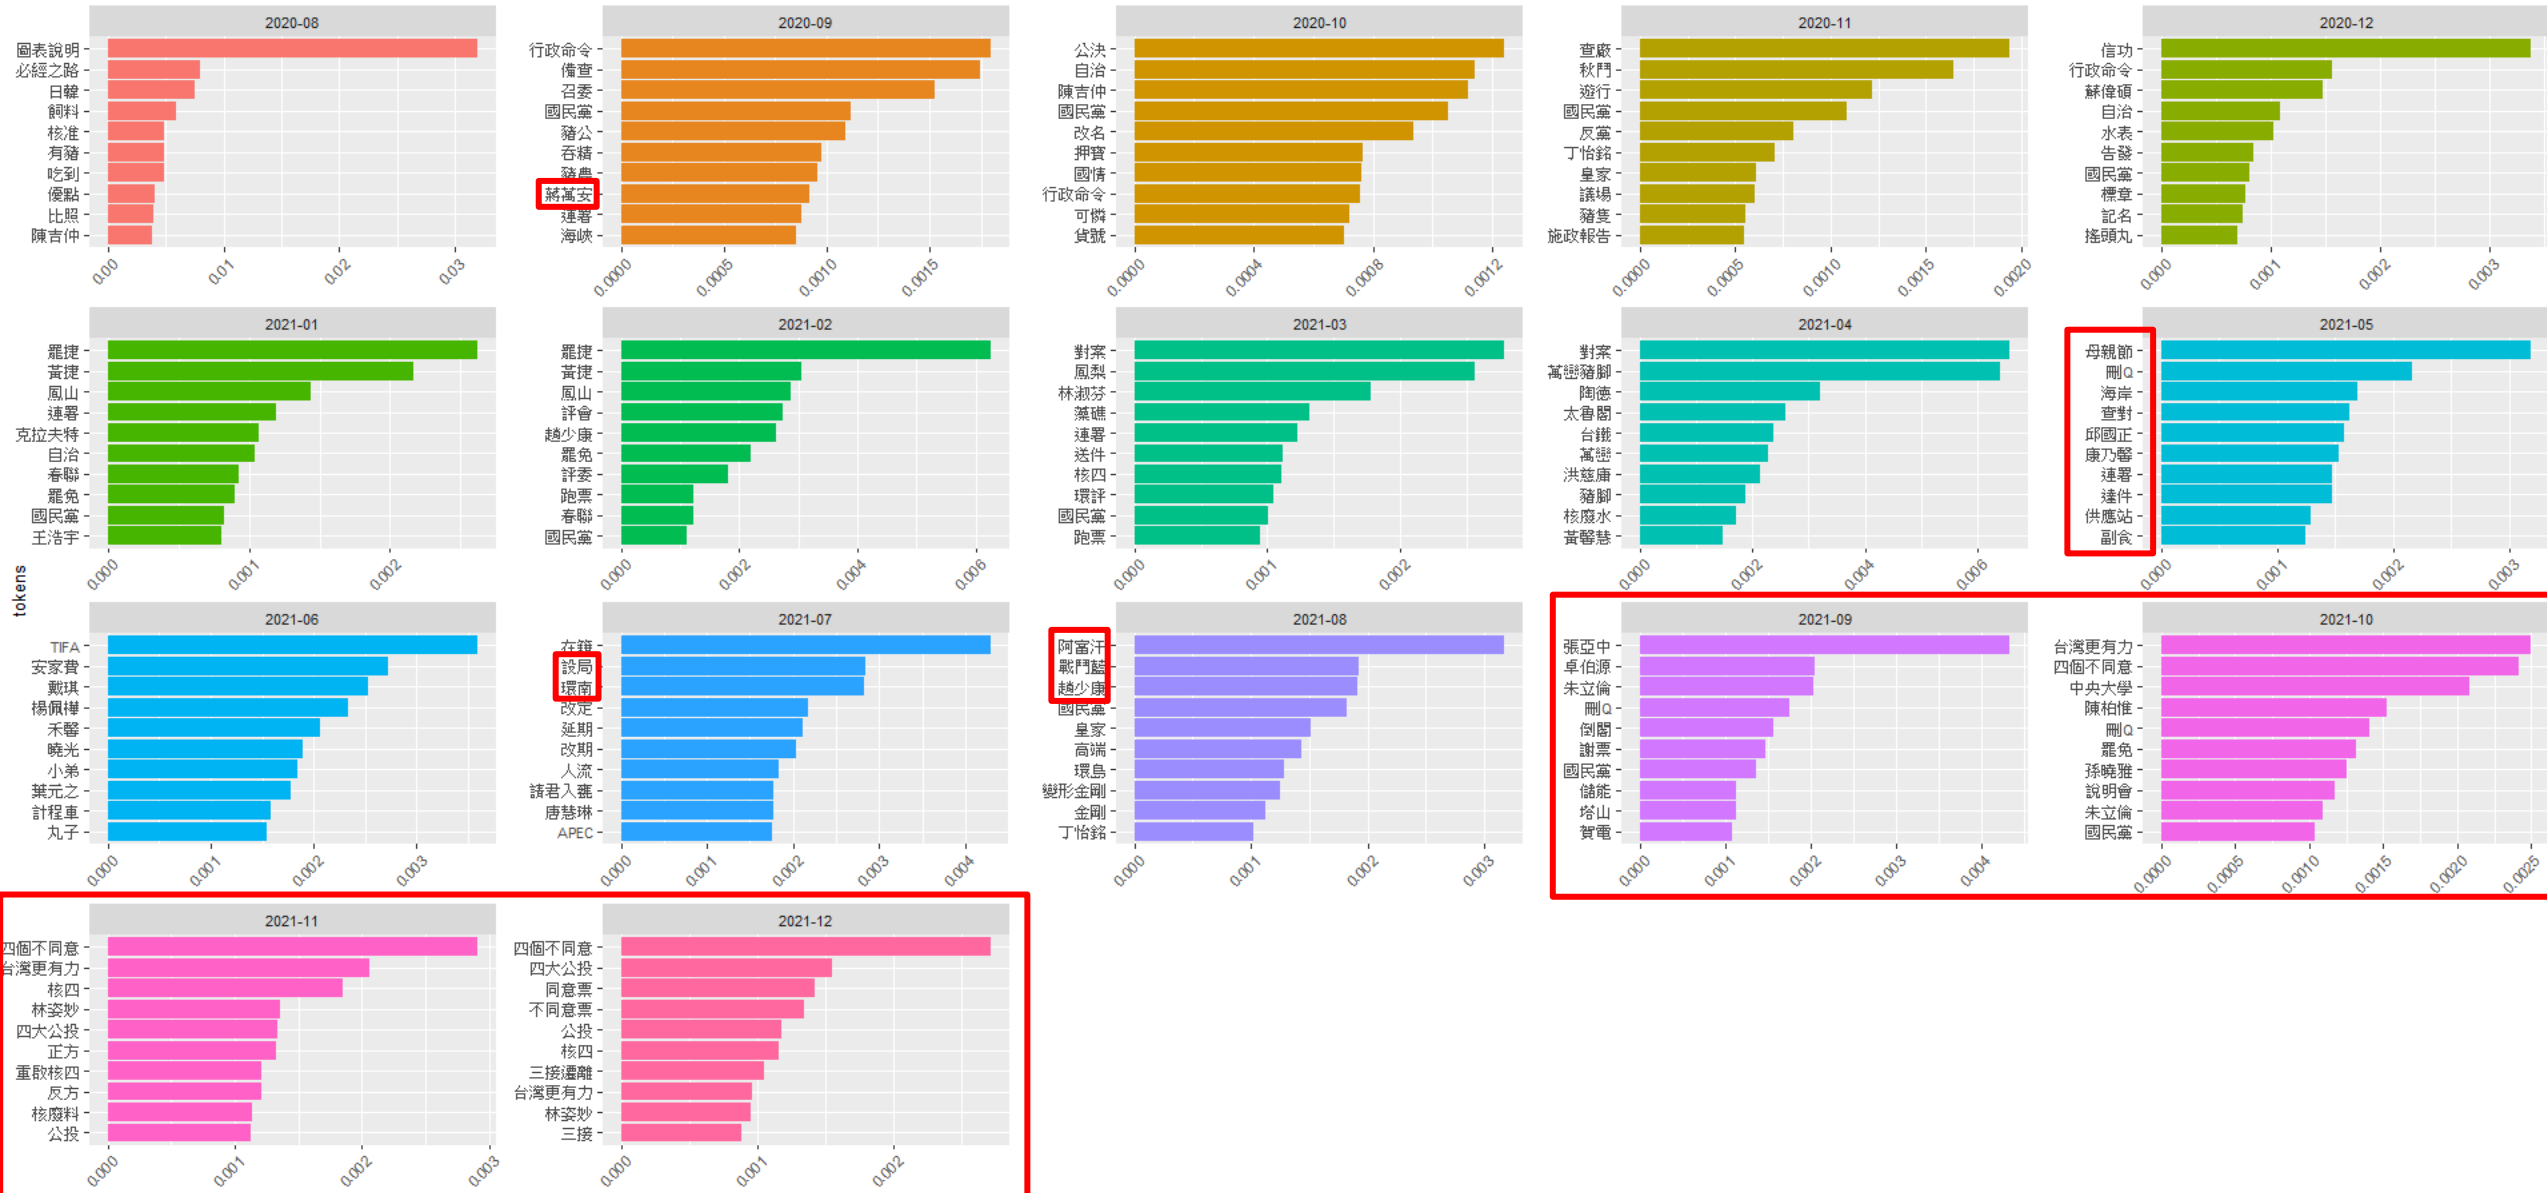 2020-08
圖表說明
必經之路
日韓
飼料
核准
有豬
吃到
優點
比照
陳吉仲
0.00
0.01
0.02
0.03
2020-09
行政命令
備查
召委
國民黨
豬公
吞精
豬農
蔣萬安
連署
海峽
0.0000
0.0005
0.0010
0.0015
2020-10
公決
自治
陳吉仲
國民黨
改名
押寶
國情
行政命令
可憐
貨號
0.0000
0.0004
0.0008
0.0012
2020-11
查廠
秋鬥
遊行
國民黨
反黨
丁怡銘
皇家
議場
豬隻
施政報告
0.0000
0.0005
0.0010
0.0015
0.0020
2020-12
信功
行政命令
蘇偉碩
自治
水表
告發
國民黨
標章
記名
搖頭丸
0.000
0.001
0.002
0.003
tokens
2021-01
罷捷
黃捷
鳳山
連署
克拉夫特
自治
春聯
罷免
國民黨
王浩宇
0.000
0.001
0.002
2021-02
罷捷
黃捷
鳳山
評會
趙少康
罷免
評委
跑票
春聯
國民黨
0.000
0.002
0.004
0.006
2021-03
對案
鳳梨
林淑芬
藻礁
連署
送件
核四
環評
國民黨
跑票
0.000
0.001
0.002
2021-04
對案
萬巒豬腳
陶德
太魯閣
台鐵
萬巒
洪慈庸
豬腳
核廢水
黃馨慧
0.000
0.002
0.004
0.006
2021-05
母親節
刪Q
海岸
查對
邱國正
康乃馨
連署
達件
供應站
副食
0.000
0.001
0.002
0.003
2021-06
TIFA
安家費
戴琪
楊佩樺
禾馨
曉光
小弟
葉元之
計程車
丸子
0.000
0.001
0.002
0.003
2021-07
在籍
設局
環南
改定
延期
改期
人流
請君入甕
唐慧琳
APEC
0.000
0.001
0.002
0.003
0.004
2021-08
阿富汗
戰鬥藍
趙少康
國民黨
皇家
高端
環島
變形金剛
金剛
丁怡銘
0.000
0.001
0.002
0.003
2021-09
張亞中
卓伯源
朱立倫
刪Q
倒閣
謝票
國民黨
儲能
塔山
賀電
0.000
0.001
0.002
0.003
0.004
2021-10
台灣更有力
四個不同意
中央大學
陳柏惟
刪Q
罷免
孫曉雅
說明會
朱立倫
國民黨
0.0000
0.0005
0.0010
0.0015
0.0020
0.0025
2021-11
四個不同意
台灣更有力
核四
林姿妙
四大公投
正方
重啟核四
反方
核廢料
公投
0.000
0.001
0.002
0.003
2021-12
四個不同意
四大公投
同意票
不同意票
公投
核四
三接遷離
台灣更有力
林姿妙
三接
0.000
0.001
0.002